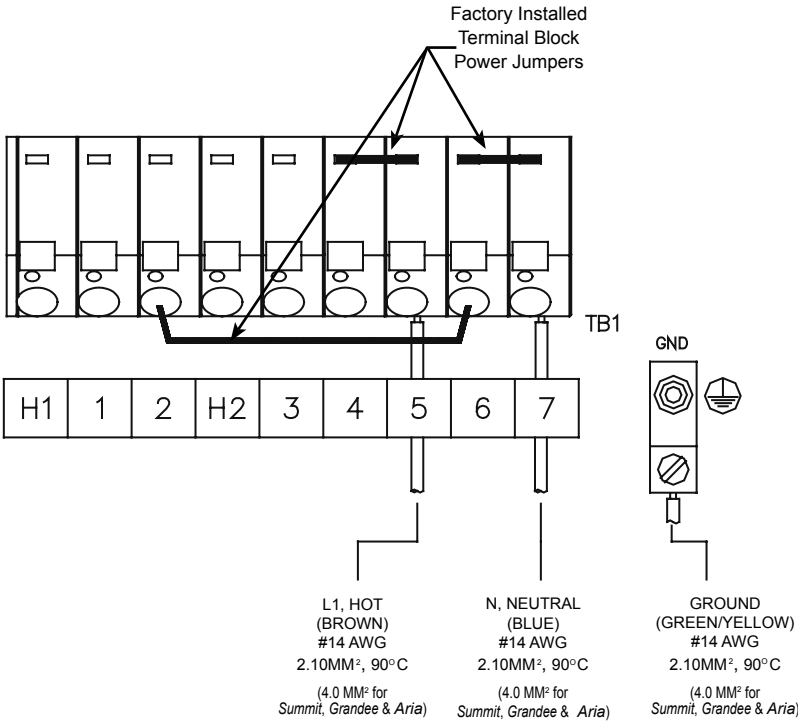 Factory Installed
Terminal Block
Power Jumpers
TB1
GND
H1 1 2 H2 3 4 5 6 7
L1, HOT
(BROWN)
#14 AWG
2.10MM², 90°C
(4.0 MM² for
Summit, Grandee & Aria)
N, NEUTRAL
(BLUE)
#14 AWG
2.10MM², 90°C
(4.0 MM² for
Summit, Grandee & Aria)
GROUND
(GREEN/YELLOW)
#14 AWG
2.10MM², 90°C
(4.0 MM² for
Summit, Grandee & Aria)